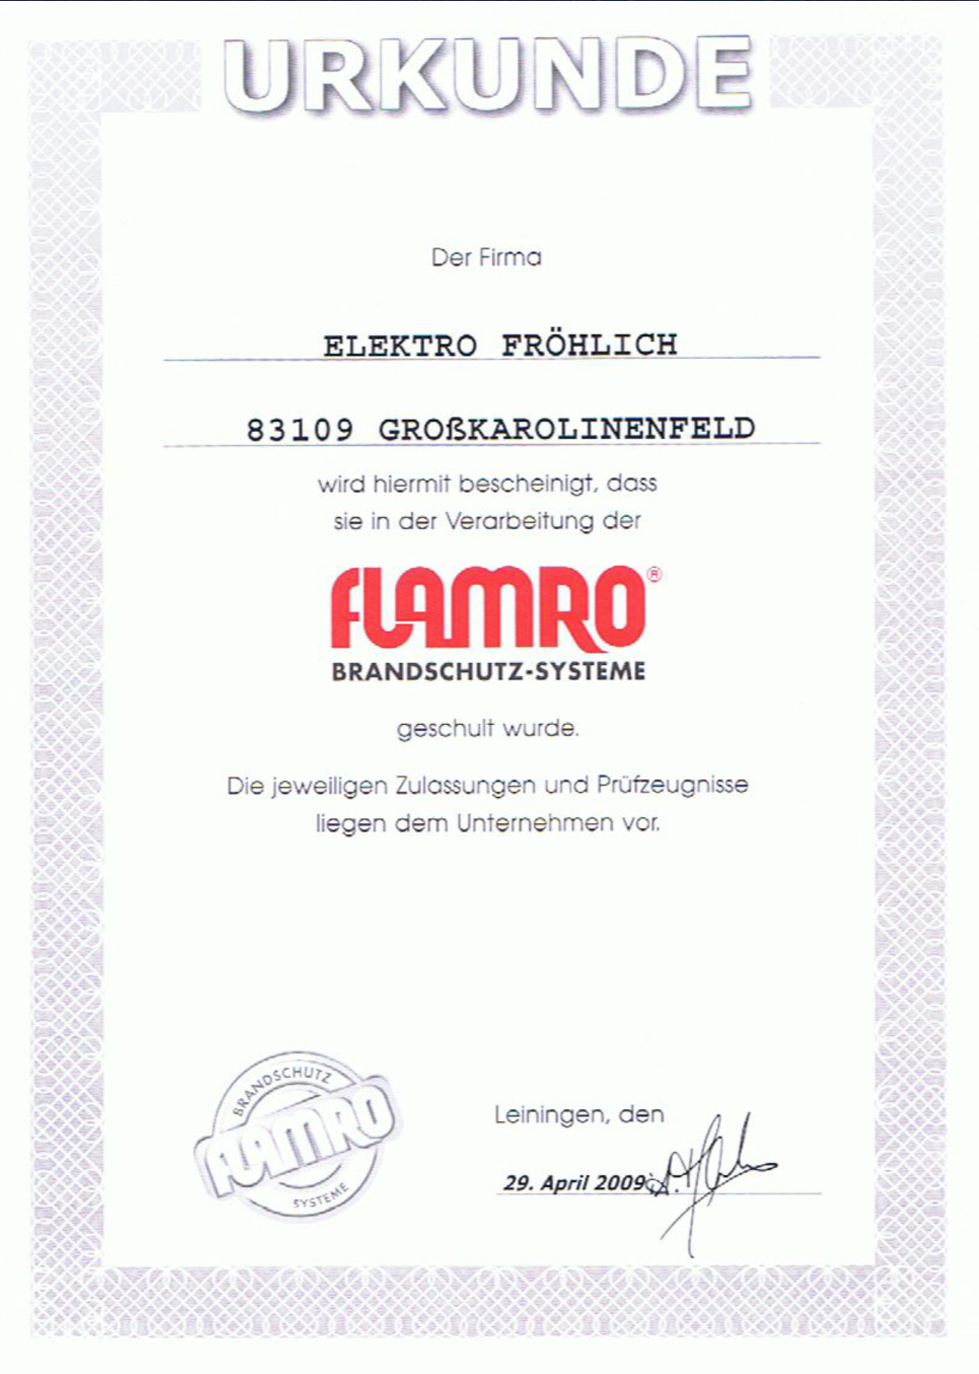 URKUNDE
Der Firma
ELEKTRO FRÖHLICH
83109 GROßKAROLINENFELD
wird hiermit bescheinigt, dass
sie in der Verarbeitung der
FLAMRO®
BRANDSCHUTZ-SYSTEME
geschult wurde.
Die jeweiligen Zulassungen und Prüfzeugnisse
liegen dem Unternehmen vor.
BRANDSCHUTZ
FLAMRO
SYSTEME
Leiningen, den
29. April 2009